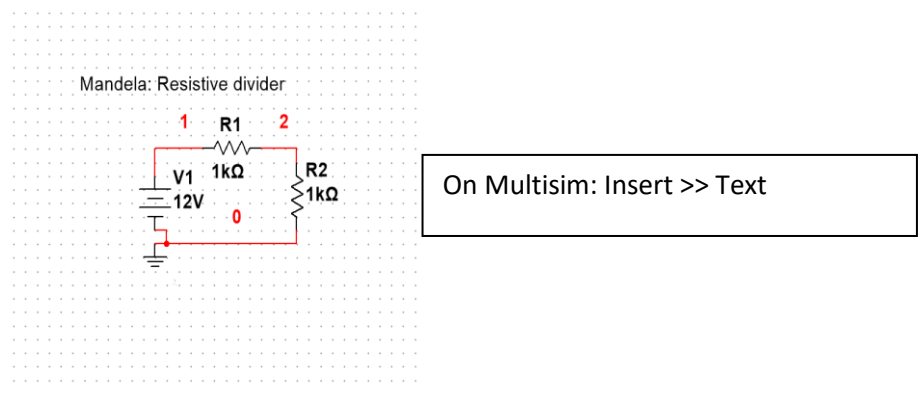 Mandela: Resistive divider
1 R1 2
V1 1kΩ R2
12V 1kΩ
0
On Multisim: Insert >> Text